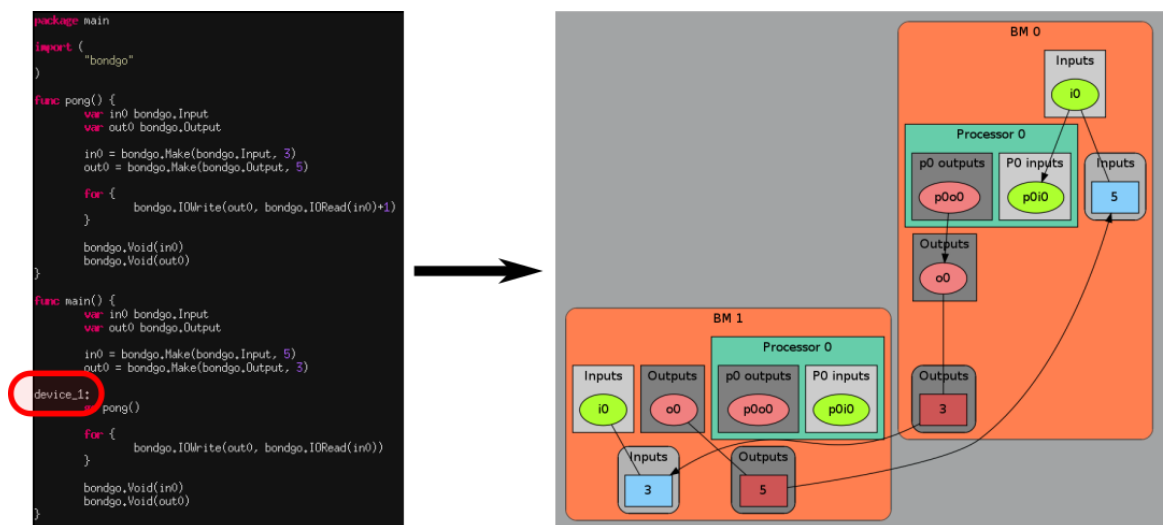 package main
import (
"bondgo"
)
func pong() {
var in0 bondgo.Input
var out0 bondgo.Output
in0 = bondgo.Make(bondgo.Input, 3)
out0 = bondgo.Make(bondgo.Output, 5)
for {
bondgo.IOWrite(out0, bondgo.IORead(in0)+1)
}
bondgo.Void(in0)
bondgo.Void(out0)
}
func main() {
var in0 bondgo.Input
var out0 bondgo.Output
in0 = bondgo.Make(bondgo.Input, 5)
out0 = bondgo.Make(bondgo.Output, 3)
device_1:
pong()
for {
bondgo.IOWrite(out0, bondgo.IORead(in0))
}
bondgo.Void(in0)
bondgo.Void(out0)
}
BM 0
Inputs
i0
Processor 0
p0 outputs
P0 inputs
Inputs
p0o0
p0i0
5
Outputs
o0
Outputs
3
BM 1
Processor 0
Inputs
Outputs
p0 outputs
P0 inputs
i0
o0
p0o0
p0i0
Inputs
Outputs
3
5